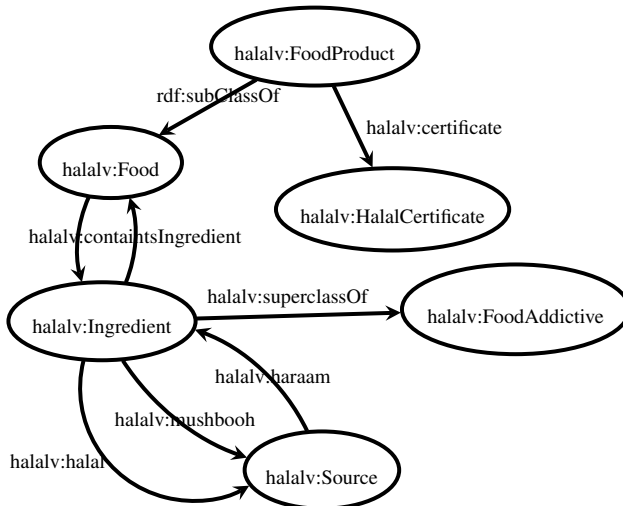 halalv:FoodProduct
rdf:subClassOf
halalv:certificate
halalv:Food
halalv:HalalCertificate
halalv:containtsIngredient
halalv:superclassOf
halalv:Ingredient
halalv:FoodAddictive
halalv:haraam
halalv:mushbooh
halalv:halal
halalv:Source